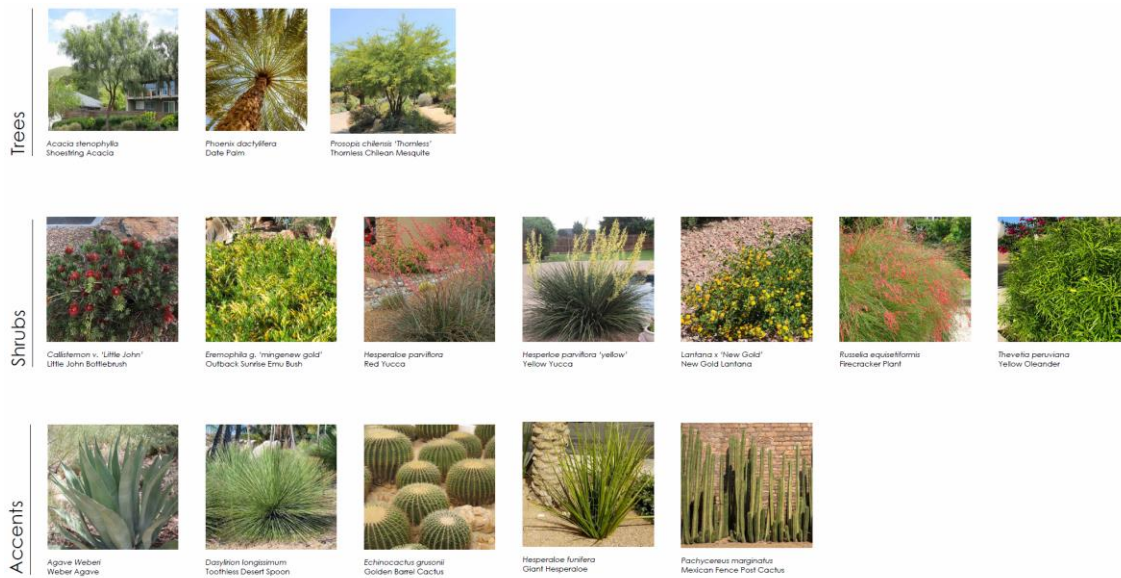 Trees
Acacia stenophylla
Shoestring Acacia
Phoenix dactylifera
Date Palm
Prosopis chilensis 'Thornless'
Thornless Chilean Mesquite
Shrubs
Callistemon v. 'Little John'
Little John Bottlebrush
Eremophila g. 'mingenew gold'
Outback Sunrise Emu Bush
Hesperaloe parviflora
Red Yucca
Hesperloe parviflora 'yellow'
Yellow Yucca
Lantana x 'New Gold'
New Gold Lantana
Russelia equisetiformis
Firecracker Plant
Thevetia peruviana
Yellow Oleander
Accents
Agave Weberi
Weber Agave
Dasylirion longissimum
Toothless Desert Spoon
Echinocactus grusonii
Golden Barrel Cactus
Hesperaloe funifera
Giant Hesperaloe
Pachycereus marginatus
Mexican Fence Post Cactus